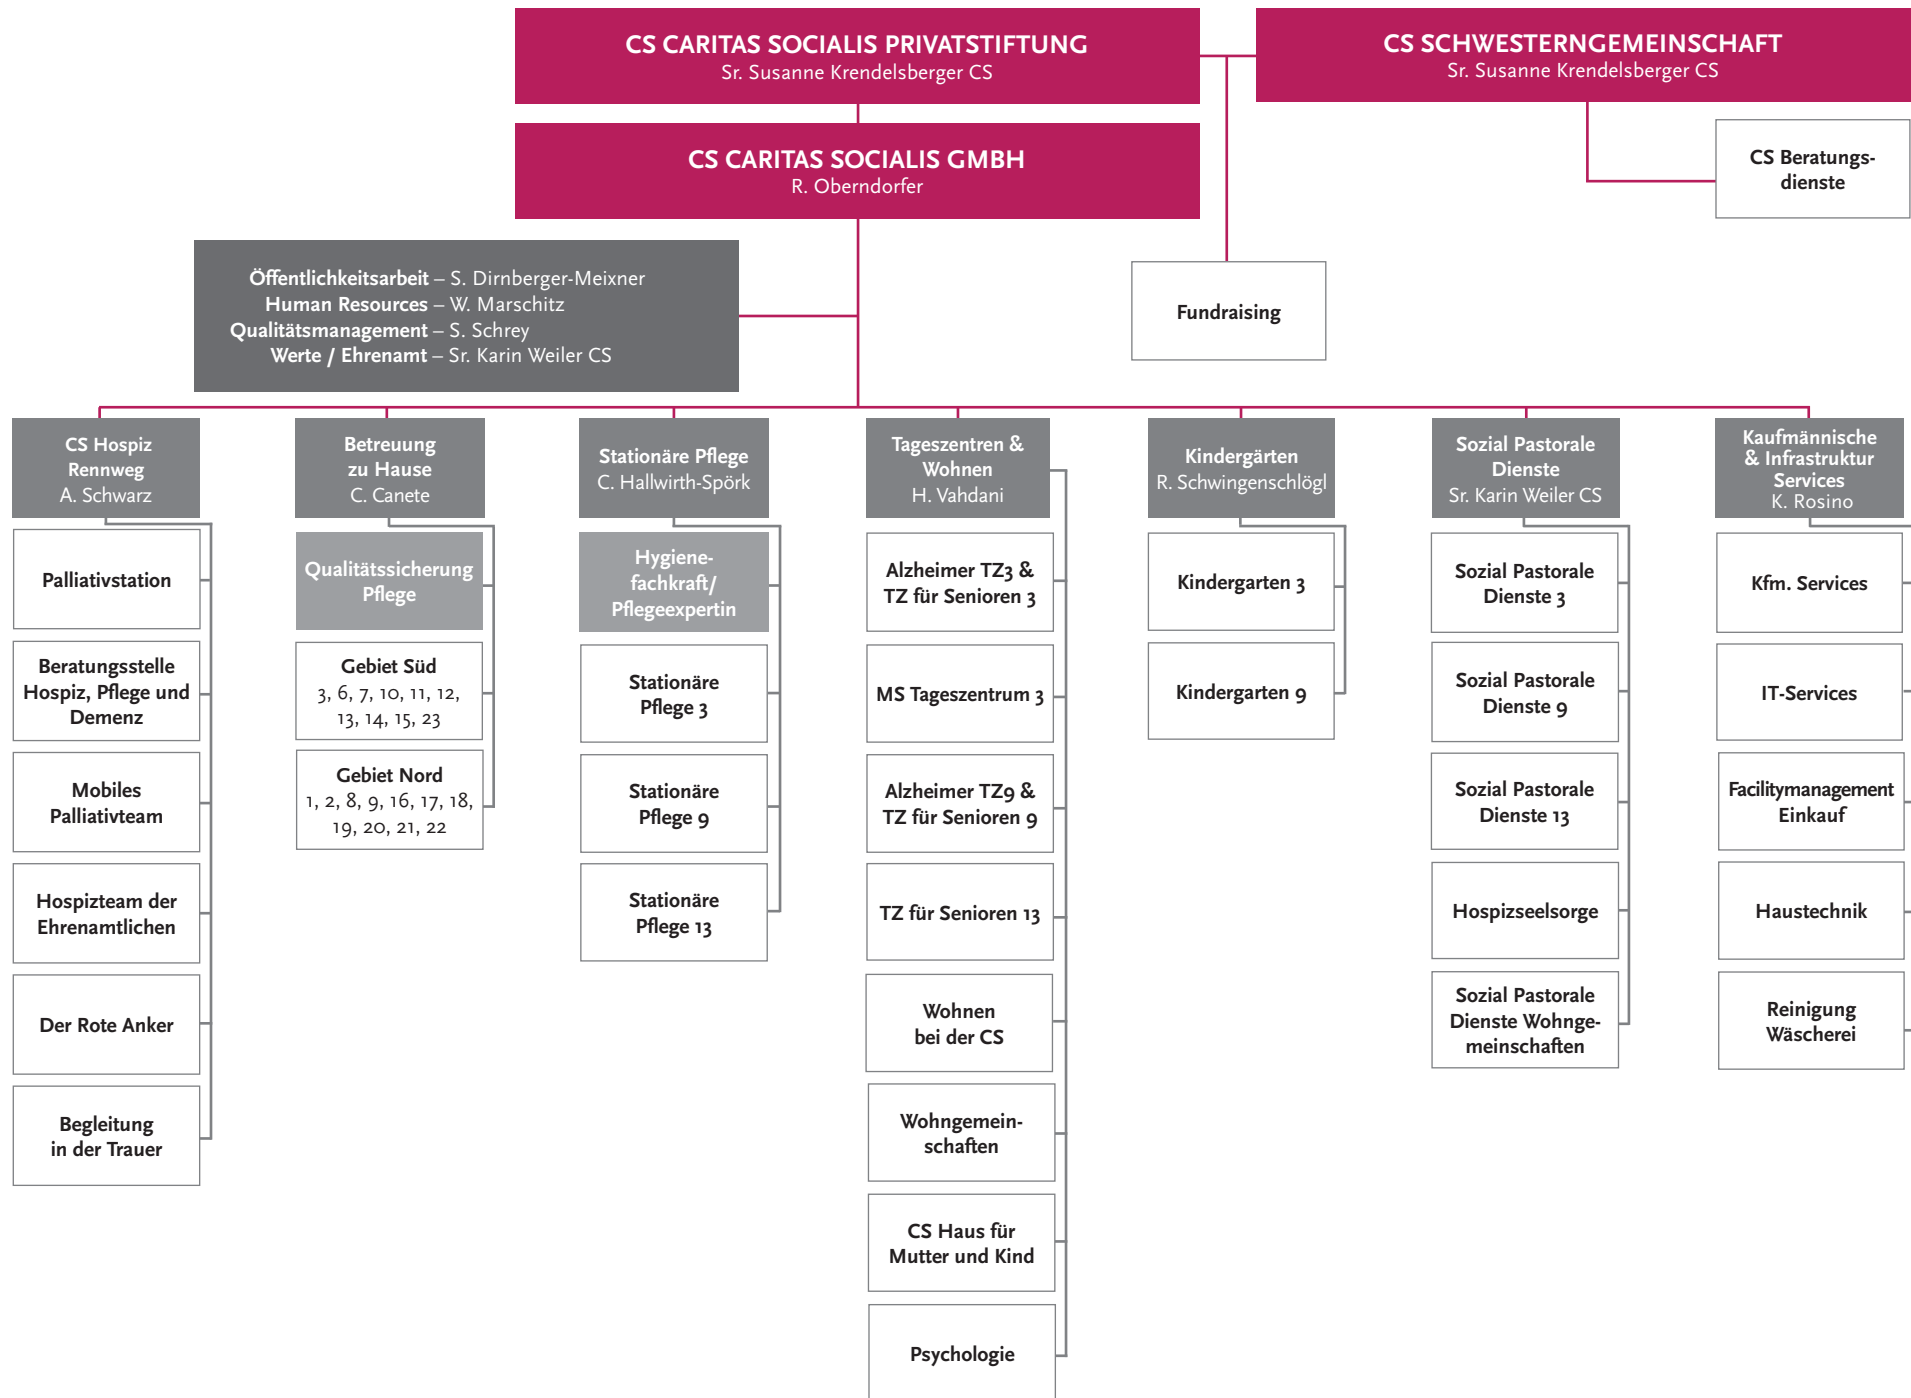 CS CARITAS SOCIALIS PRIVATSTIFTUNG
Sr. Susanne Krendelsberger CS
CS SCHWESTERNGEMEINSCHAFT
Sr. Susanne Krendelsberger CS
CS CARITAS SOCIALIS GMBH
R. Oberndorfer
CS Beratungs-
dienste
Öffentlichkeitsarbeit – S. Dirnberger-Meixner
Human Resources – W. Marschitz
Qualitätsmanagement – S. Schrey
Werte / Ehrenamt – Sr. Karin Weiler CS
Fundraising
CS Hospiz
Rennweg
A. Schwarz
Palliativstation
Beratungsstelle
Hospiz, Pflege und
Demenz
Mobiles
Palliativteam
Hospizteam der
Ehrenamtlichen
Der Rote Anker
Begleitung
in der Trauer
Betreuung
zu Hause
C. Canete
Qualitätssicherung
Pflege
Gebiet Süd
3, 6, 7, 10, 11, 12,
13, 14, 15, 23
Gebiet Nord
1, 2, 8, 9, 16, 17, 18,
19, 20, 21, 22
Stationäre Pflege
C. Hallwirth-Spörk
Hygiene-
fachkraft/
Pflegeexpertin
Stationäre
Pflege 3
Stationäre
Pflege 9
Stationäre
Pflege 13
Tageszentren &
Wohnen
H. Vahdani
Alzheimer TZ3 &
TZ für Senioren 3
MS Tageszentrum 3
Alzheimer TZ9 &
TZ für Senioren 9
TZ für Senioren 13
Wohnen
bei der CS
Wohngemein-
schaften
CS Haus für
Mutter und Kind
Psychologie
Kindergärten
R. Schwingenschlögl
Kindergarten 3
Kindergarten 9
Sozial Pastorale
Dienste
Sr. Karin Weiler CS
Sozial Pastorale
Dienste 3
Sozial Pastorale
Dienste 9
Sozial Pastorale
Dienste 13
Hospizseelsorge
Sozial Pastorale
Dienste Wohnge-
meinschaften
Kaufmännische
& Infrastruktur
Services
K. Rosino
Kfm. Services
IT-Services
Facilitymanagement
Einkauf
Haustechnik
Reinigung
Wäscherei